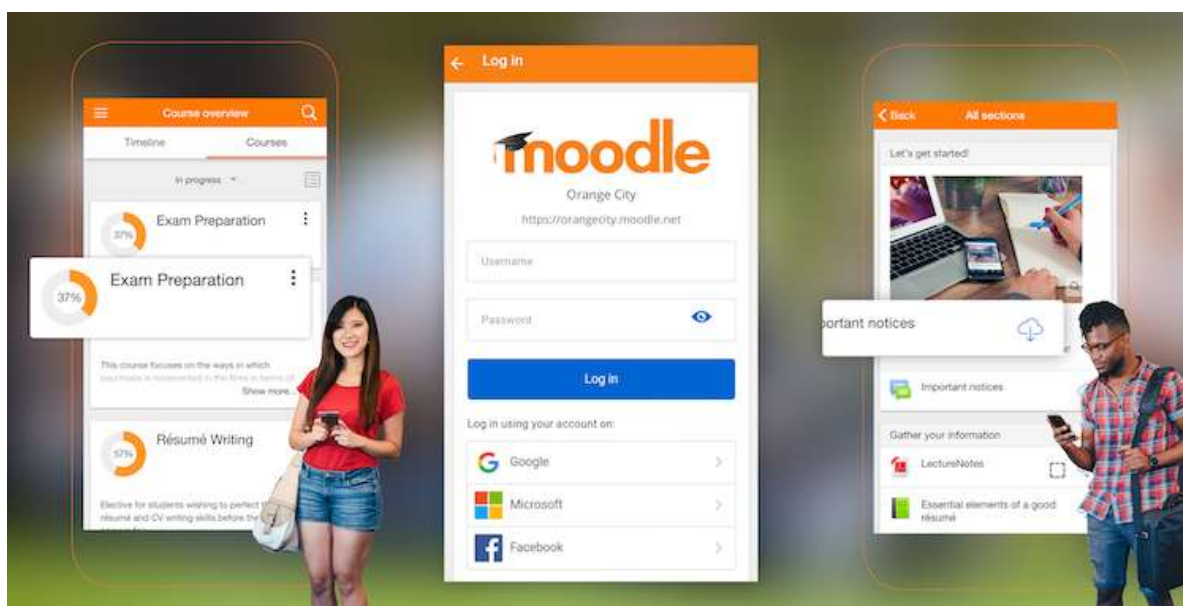 Course overview
Timeline
Courses
In progress
37%
Exam Preparation
37%
Exam Preparation
This course focuses on the ways in which
Show more...
57%
Résumé Writing
Elective for students wishing to perfect
résumé and CV writing skills before the
Log in
moodle
Orange City
https://orangecity.moodle.net
Username
Password
Log in
Log in using your account on:
Google
Microsoft
Facebook
Back
All sections
Let's get started!
portant notices
Important notices
Gather your information
LectureNotes
Essential elements of a good
résumé